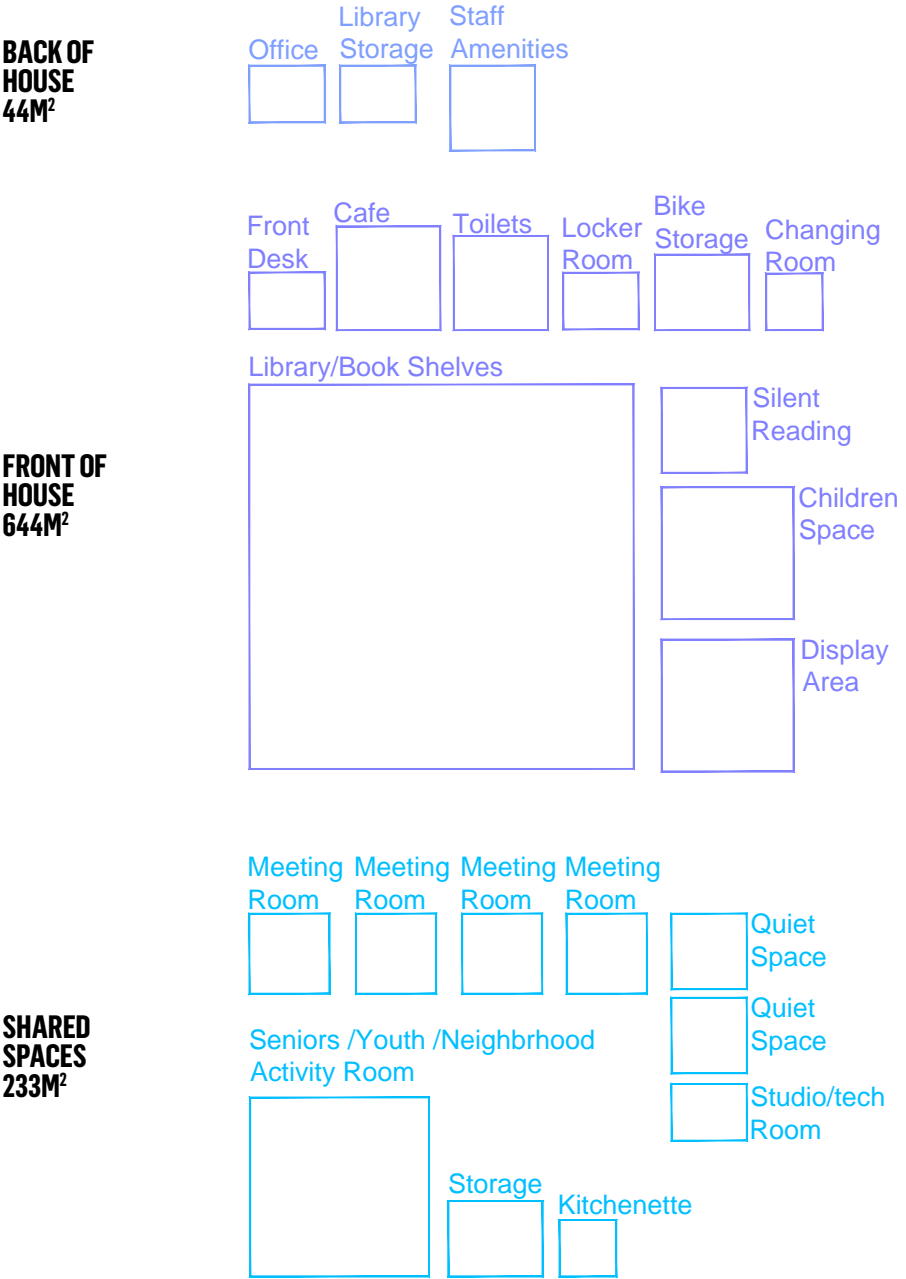 BACK OF
HOUSE
44M²
Office
Library
Storage
Staff
Amenities
FRONT OF
HOUSE
644M²
Front
Desk
Cafe
Toilets
Locker
Room
Bike
Storage
Changing
Room
Library/Book Shelves
Silent
Reading
Children
Space
Display
Area
SHARED
SPACES
233M²
Meeting
Room
Meeting
Room
Meeting
Room
Meeting
Room
Quiet
Space
Quiet
Space
Studio/tech
Room
Seniors /Youth /Neighbrhood
Activity Room
Storage
Kitchenette